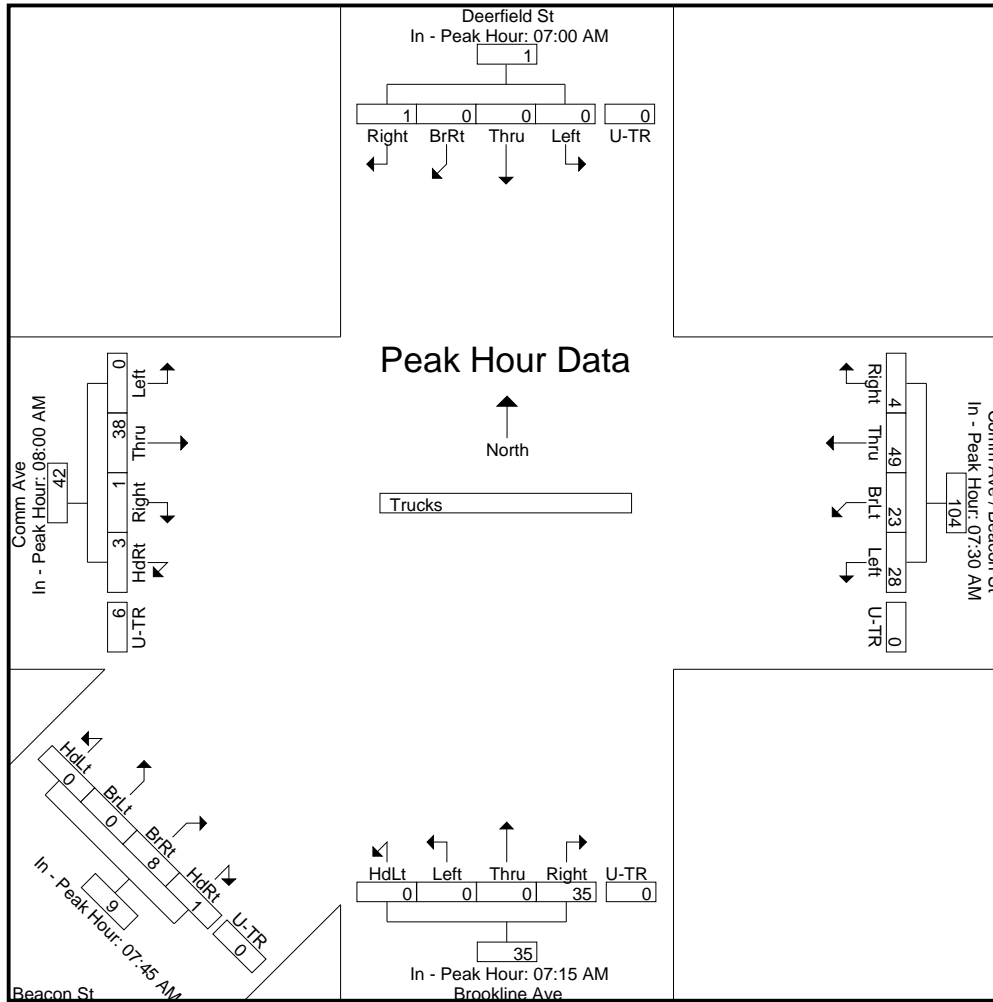 Deerfield St
In - Peak Hour: 07:00 AM
1
1 0 0 0 0
Right BrRt Thru Left U-TR
Peak Hour Data
North
Trucks
Comm Ave
In - Peak Hour: 08:00 AM
42
0 38 1 3 6
Left Thru Right HdRt U-TR
Comm Ave / Beacon St
In - Peak Hour: 07:30 AM
104
4 49 23 28 0
Right Thru BrLt Left U-TR
HdLt BrLt BrRt HdRt U-TR
0 0 8 1 0
9
In - Peak Hour: 07:45 AM
Beacon St
HdLt Left Thru Right U-TR
0 0 0 35 0
35
In - Peak Hour: 07:15 AM
Brookline Ave